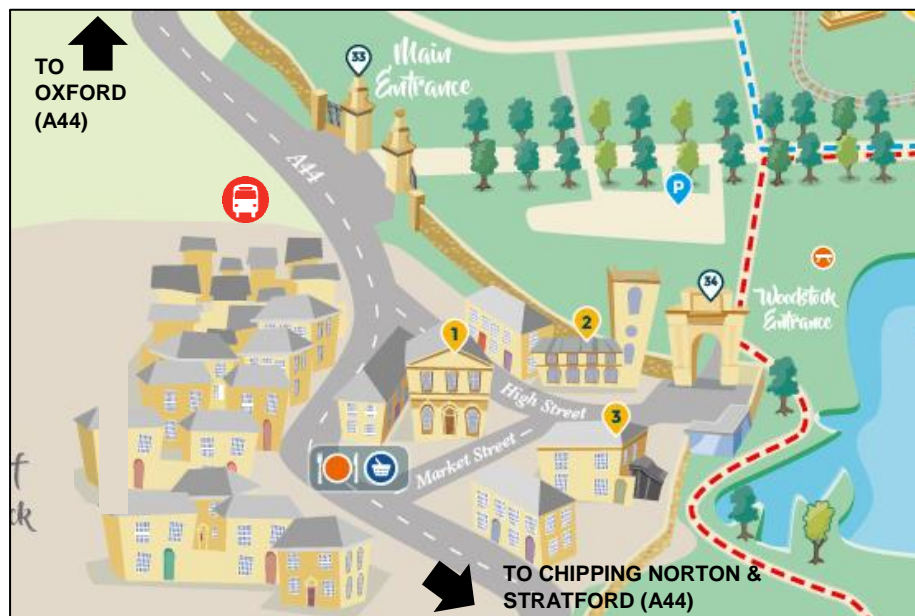 TO
OXFORD
(A44)
33
Main
Entrance
A44
P
34
Woodstock
Entrance
1
2
High Street
3
Market Street
TO CHIPPING NORTON &
STRATFORD (A44)